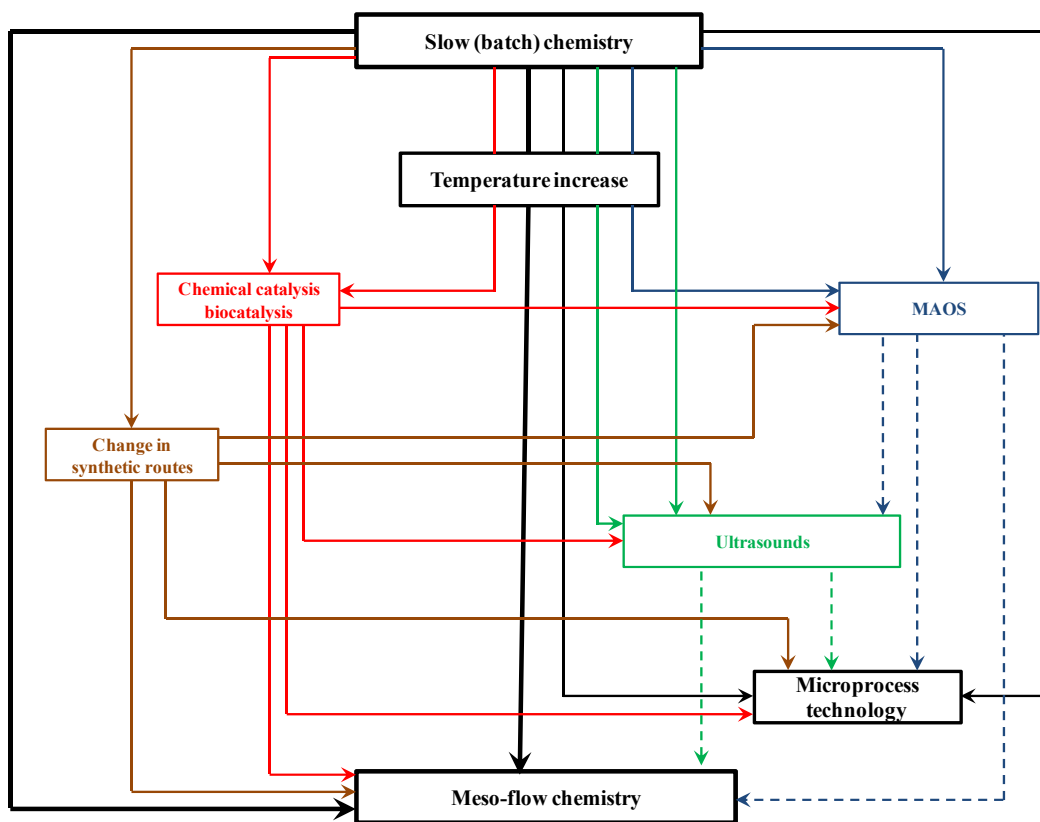 Slow (batch) chemistry
Temperature increase
Chemical catalysis
biocatalysis
MAOS
Change in
synthetic routes
Ultrasounds
Microprocess
technology
Meso-flow chemistry